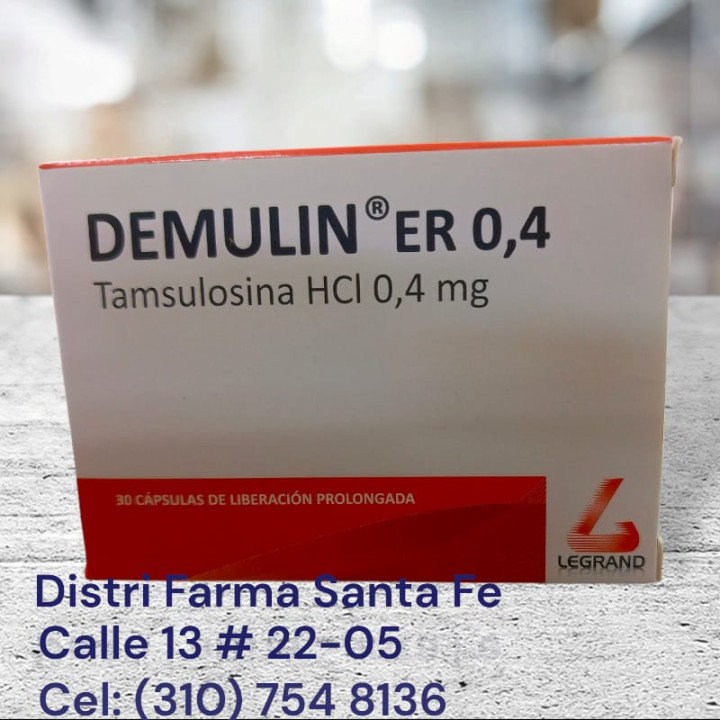 DEMULIN® ER 0,4
Tamsulosina HCl 0,4 mg
30 CÁPSULAS DE LIBERACIÓN PROLONGADA
LEGRAND
Distri Farma Santa Fe
Calle 13 # 22-05
Cel: (310) 754 8136